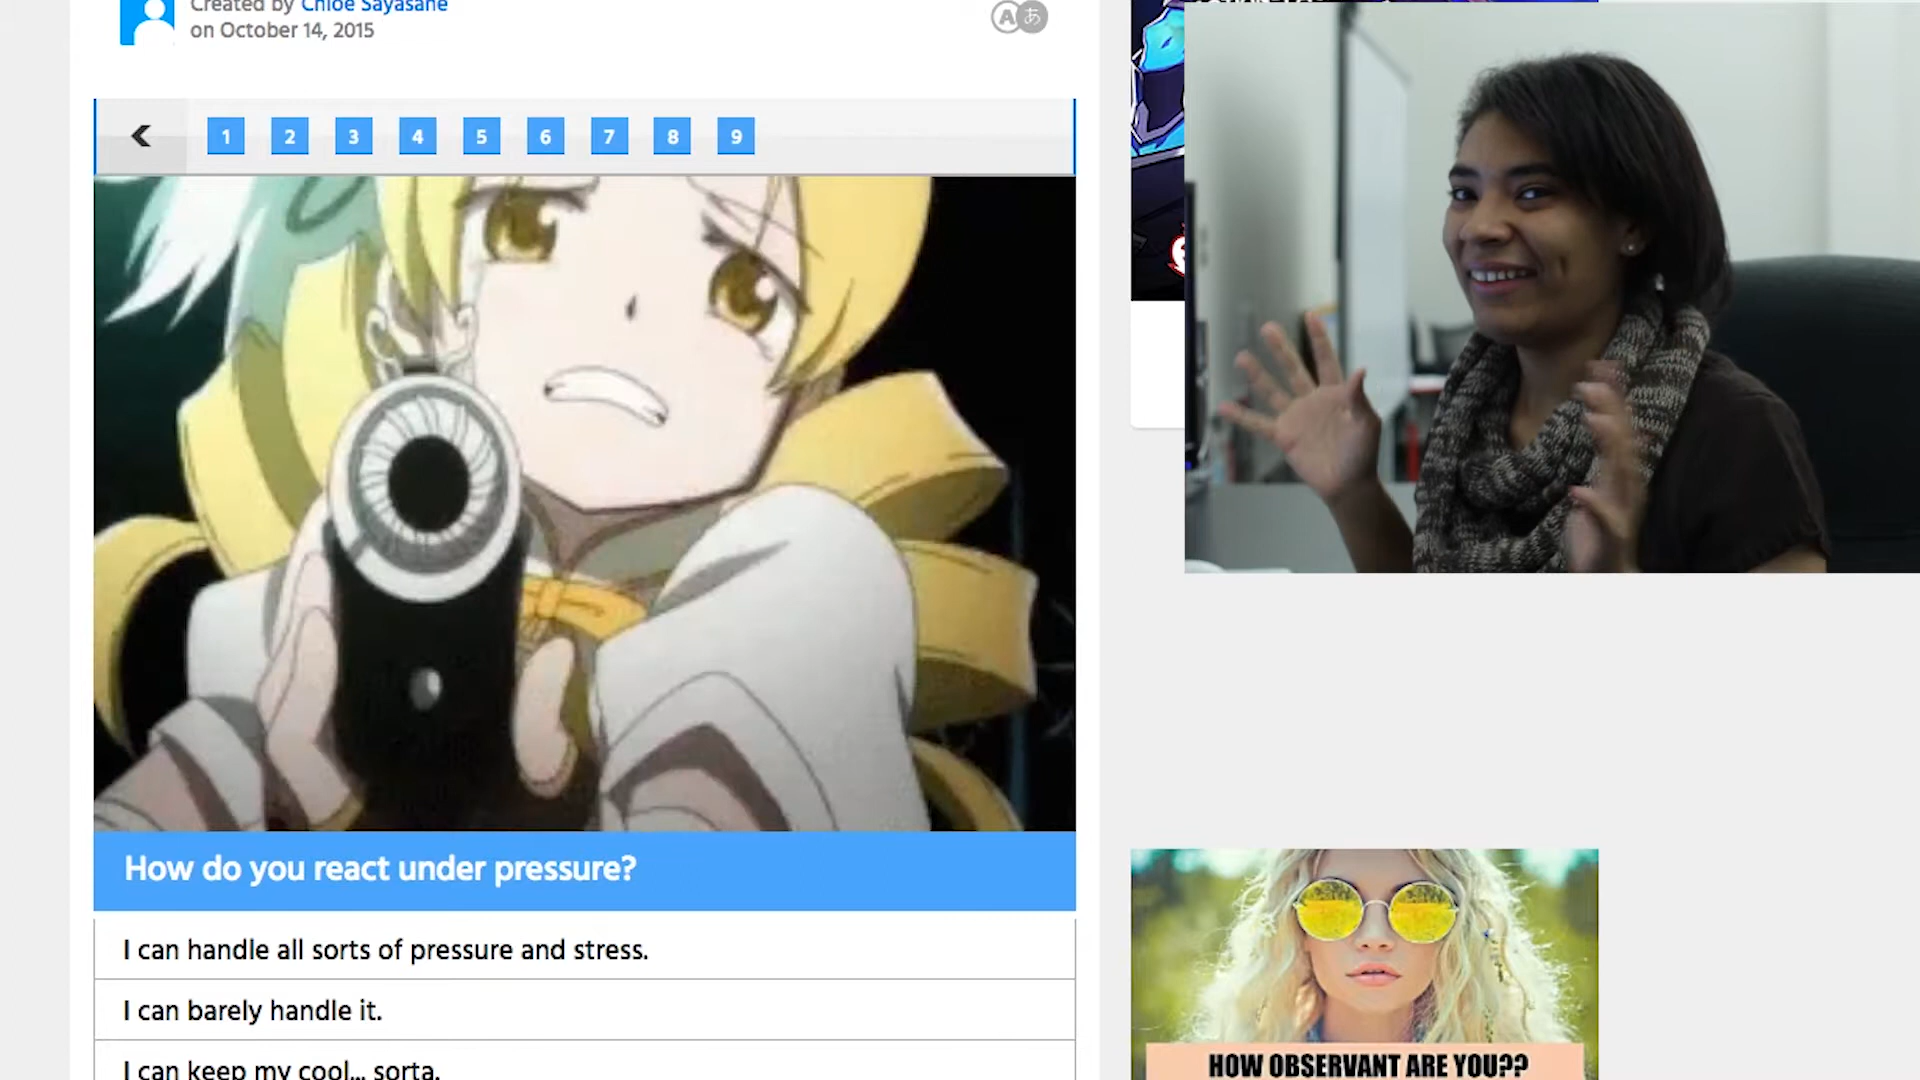 Created by Chloe Sayasane
on October 14, 2015
A あ
1 2 3 4 5 6 7 8 9
How do you react under pressure?
I can handle all sorts of pressure and stress.
I can barely handle it.
I can keep my cool... sorta.
HOW OBSERVANT ARE YOU??